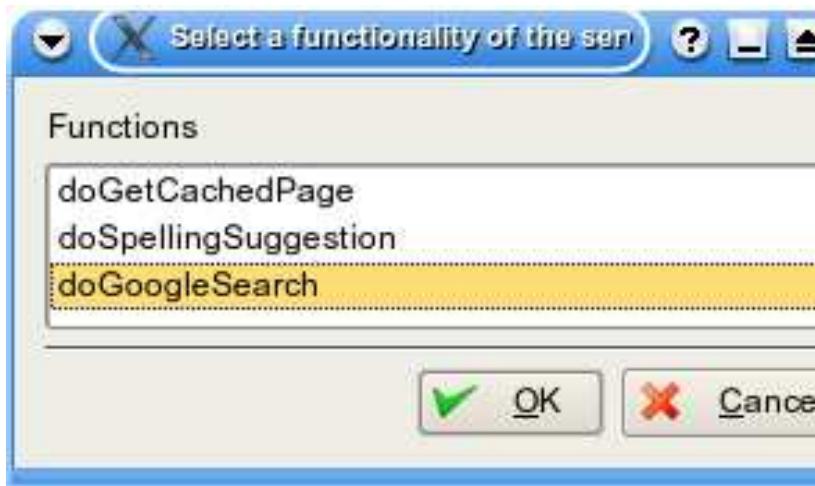 Select a functionality of the ser
Functions
doGetCachedPage
doSpellingSuggestion
doGoogleSearch
OK
Cance